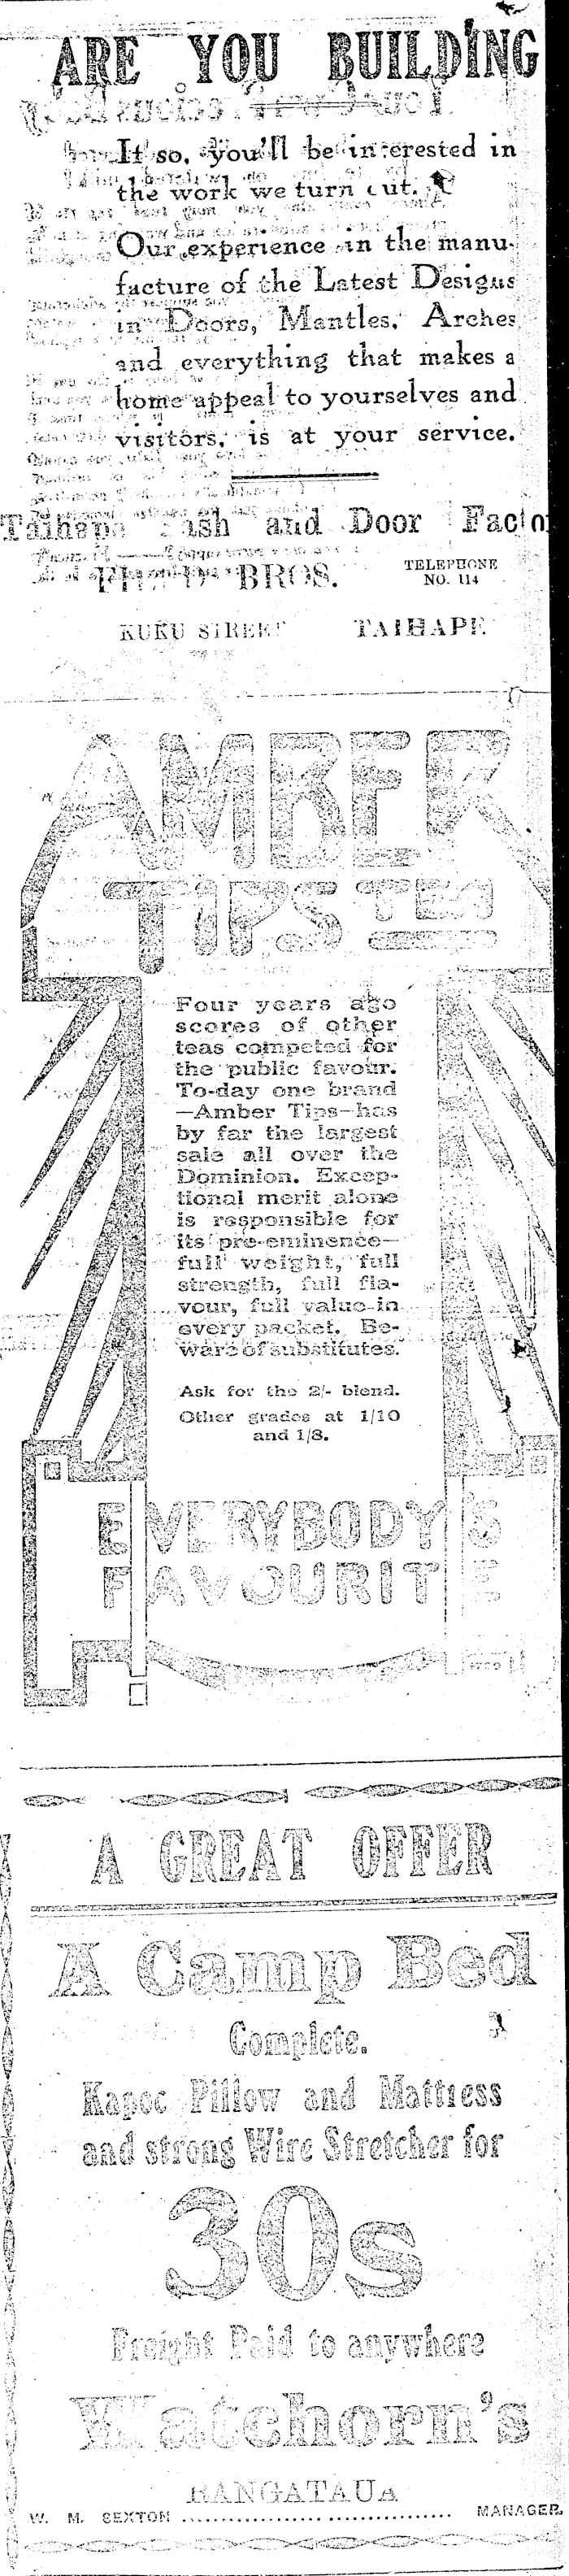 ARE YOU BUILDING
If so, you'll be interested in
the work we turn out.
Our experience in the manu-
facture of the Latest Designs
in Doors, Mantles, Arches
and everything that makes a
home appeal to yourselves and
visitors, is at your service.
Taihape Sash and Door Facto
BROS.
TELEPHONE
NO. 114
KUKU STREET TAIHAPE
AMBER
TIPS TEA
Four years ago
scores of other
teas competed for
the public favour.
To-day one brand
—Amber Tips—has
by far the largest
sale all over the
Dominion. Excep-
tional merit alone
is responsible for
its pre-eminence—
full weight, full
strength, full fla-
vour, full value in
every packet. Be-
ware of substitutes.
Ask for the 2/- blend.
Other grades at 1/10
and 1/8.
EVERYBODY'S
FAVOURITE
A GREAT OFFER
A Camp Bed
Complete.
Kapoc Pillow and Mattress
and strong Wire Stretcher for
30s
Freight Paid to anywhere
Watchorn's
RANGATAUA
W. M. SEXTON ................................ MANAGER.